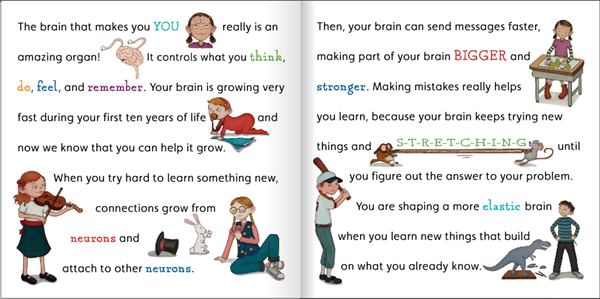 The brain that makes you YOU really is an
amazing organ! It controls what you think,
do, feel, and remember. Your brain is growing very
fast during your first ten years of life and
now we know that you can help it grow.
When you try hard to learn something new,
connections grow from
neurons and
attach to other neurons.
Then, your brain can send messages faster,
making part of your brain BIGGER and
stronger. Making mistakes really helps
you learn, because your brain keeps trying new
things and S-T-R-E-T-C-H-I-N-G until
you figure out the answer to your problem.
You are shaping a more elastic brain
when you learn new things that build
on what you already know.